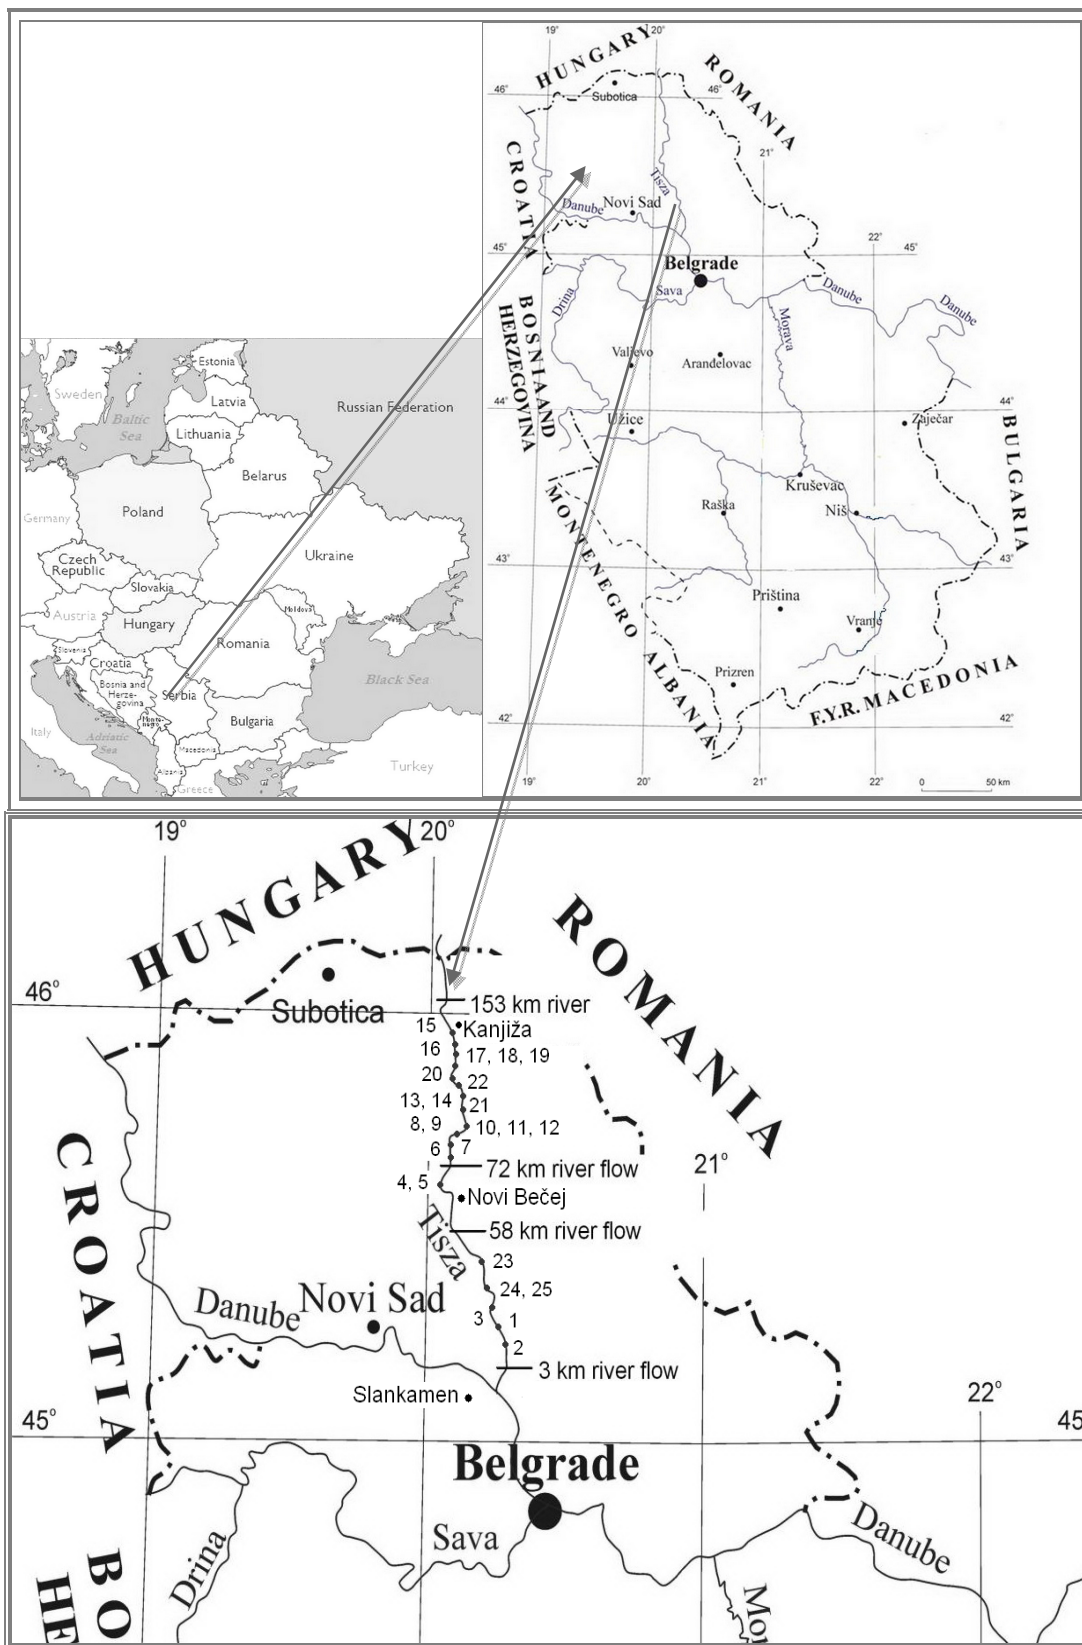 Estonia
Sweden
Latvia
Russian Federation
Baltic
Sea
Lithuania
Belarus
Poland
Germany
Ukraine
Czech
Republic
Slovakia
Austria
Hungary
Moldova
Slovenia
Romania
Croatia
Bosnia and
Herze-
govina
Serbia
Black Sea
Monte-
negro
Bulgaria
Italy
Adriatic
Sea
Macedonia
Albania
Turkey
Greece
19°
20°
HUNGARY
ROMANIA
46°
Subotica
46°
CROATIA
21°
Tisza
Danube
Novi Sad
22°
45°
45°
Belgrade
Drina
Sava
Danube
Danube
BOSNIA AND
HERZEGOVINA
Morava
Valjevo
Aranđelovac
44°
Užice
44°
Zaječar
BULGARIA
Kruševac
MONTENEGRO
Raška
Niš
43°
43°
Priština
Vranje
ALBANIA
Prizren
F.Y.R. MACEDONIA
42°
42°
19°
20°
21°
22°
0
50 km
19°
20°
HUNGARY
ROMANIA
46°
Subotica
153 km river
15
Kanjiža
16
17, 18, 19
20
22
13, 14
21
8, 9
10, 11, 12
6
7
72 km river flow
21°
4, 5
Novi Bečej
CROATIA
Tisza
58 km river flow
23
24, 25
Danube
Novi Sad
3
1
2
3 km river flow
Slankamen
22°
45°
45
Belgrade
Drina
Sava
Danube
BO
HE
Mor